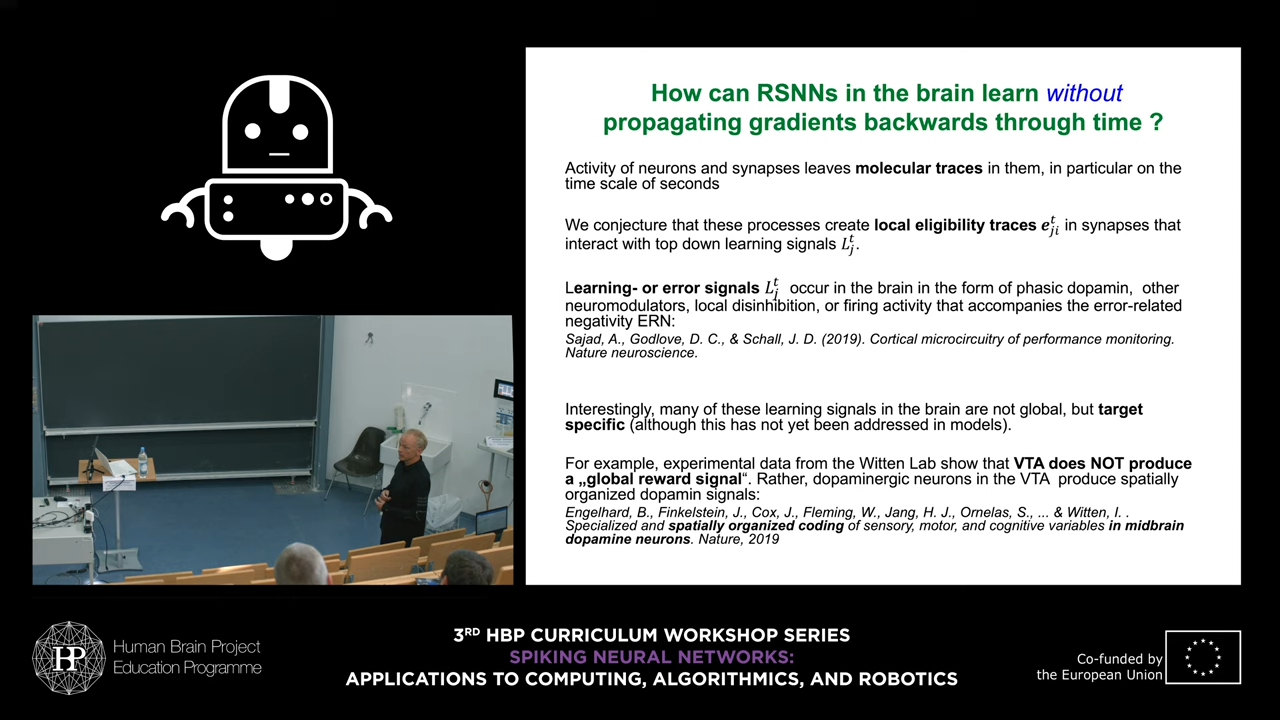 How can RSNNs in the brain learn without
propagating gradients backwards through time ?
Activity of neurons and synapses leaves molecular traces in them, in particular on the
time scale of seconds
We conjecture that these processes create local eligibility traces e^t_ji in synapses that
interact with top down learning signals L^t_j.
Learning- or error signals L^t_j occur in the brain in the form of phasic dopamin, other
neuromodulators, local disinhibition, or firing activity that accompanies the error-related
negativity ERN:
Sajad, A., Godlove, D. C., & Schall, J. D. (2019). Cortical microcircuitry of performance monitoring.
Nature neuroscience.
Interestingly, many of these learning signals in the brain are not global, but target
specific (although this has not yet been addressed in models).
For example, experimental data from the Witten Lab show that VTA does NOT produce
a „global reward signal“. Rather, dopaminergic neurons in the VTA produce spatially
organized dopamin signals:
Engelhard, B., Finkelstein, J., Cox, J., Fleming, W., Jang, H. J., Ornelas, S., ... & Witten, I. .
Specialized and spatially organized coding of sensory, motor, and cognitive variables in midbrain
dopamine neurons. Nature, 2019
HBP
Human Brain Project
Education Programme
3RD HBP CURRICULUM WORKSHOP SERIES
SPIKING NEURAL NETWORKS:
APPLICATIONS TO COMPUTING, ALGORITHMICS, AND ROBOTICS
Co-funded by
the European Union